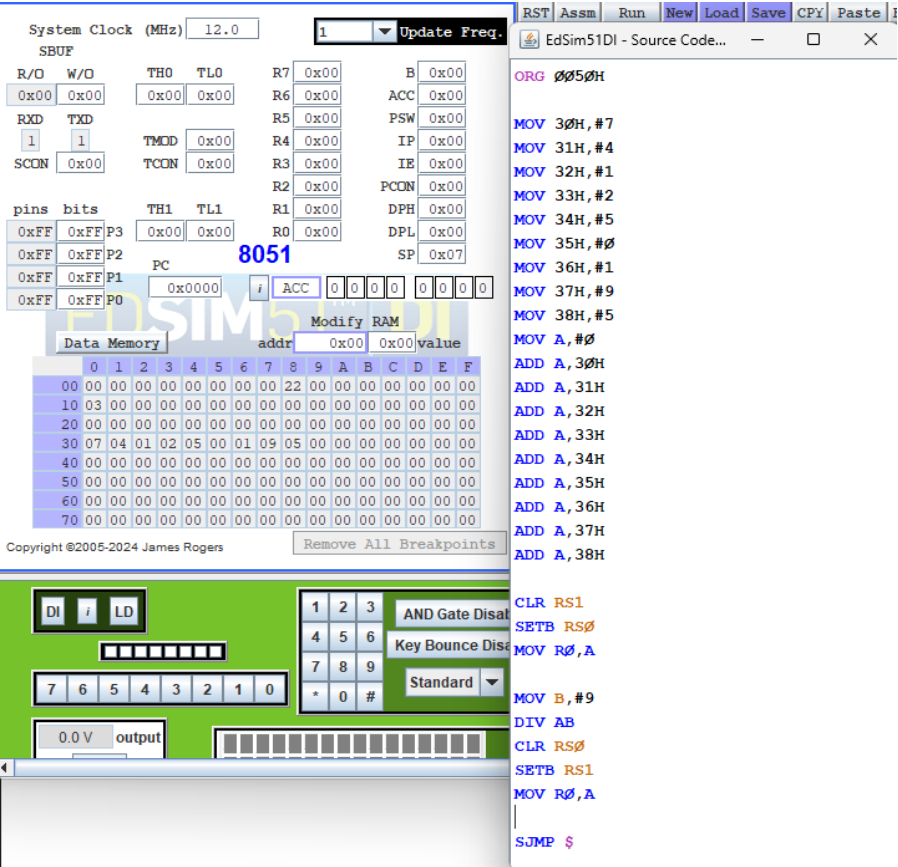 System Clock (MHz) 12.0 1 Update Freq.
SBUF
R/O W/O TH0 TL0 R7 0x00 B 0x00
0x00 0x00 0x00 0x00 R6 0x00 ACC 0x00
RXD TXD R5 0x00 PSW 0x00
1 1 TMOD 0x00 R4 0x00 IP 0x00
SCON 0x00 TCON 0x00 R3 0x00 IE 0x00
R2 0x00 PCON 0x00
pins bits TH1 TL1 R1 0x00 DPH 0x00
0xFF 0xFF P3 0x00 0x00 R0 0x00 DPL 0x00
0xFF 0xFF P2 8051 SP 0x07
0xFF 0xFF P1 PC
0x0000 i ACC 0 0 0 0 0 0 0 0
0xFF 0xFF P0
EDSIM51DI
Modify RAM
Data Memory addr 0x00 0x00 value
0 1 2 3 4 5 6 7 8 9 A B C D E F
00 00 00 00 00 00 00 00 00 22 00 00 00 00 00 00 00
10 03 00 00 00 00 00 00 00 00 00 00 00 00 00 00 00
20 00 00 00 00 00 00 00 00 00 00 00 00 00 00 00 00
30 07 04 01 02 05 00 01 09 05 00 00 00 00 00 00 00
40 00 00 00 00 00 00 00 00 00 00 00 00 00 00 00 00
50 00 00 00 00 00 00 00 00 00 00 00 00 00 00 00 00
60 00 00 00 00 00 00 00 00 00 00 00 00 00 00 00 00
70 00 00 00 00 00 00 00 00 00 00 00 00 00 00 00 00
Copyright ©2005-2024 James Rogers Remove All Breakpoints
DI i LD
1 2 3 AND Gate Disab
4 5 6 Key Bounce Disa
7 8 9
* 0 # Standard
7 6 5 4 3 2 1 0
0.0 V output
RST Assm Run New Load Save CPY Paste
EdSim51DI - Source Code...
ORG 0050H
MOV 30H,#7
MOV 31H,#4
MOV 32H,#1
MOV 33H,#2
MOV 34H,#5
MOV 35H,#0
MOV 36H,#1
MOV 37H,#9
MOV 38H,#5
MOV A,#0
ADD A,30H
ADD A,31H
ADD A,32H
ADD A,33H
ADD A,34H
ADD A,35H
ADD A,36H
ADD A,37H
ADD A,38H
CLR RS1
SETB RS0
MOV R0,A
MOV B,#9
DIV AB
CLR RS0
SETB RS1
MOV R0,A
SJMP $